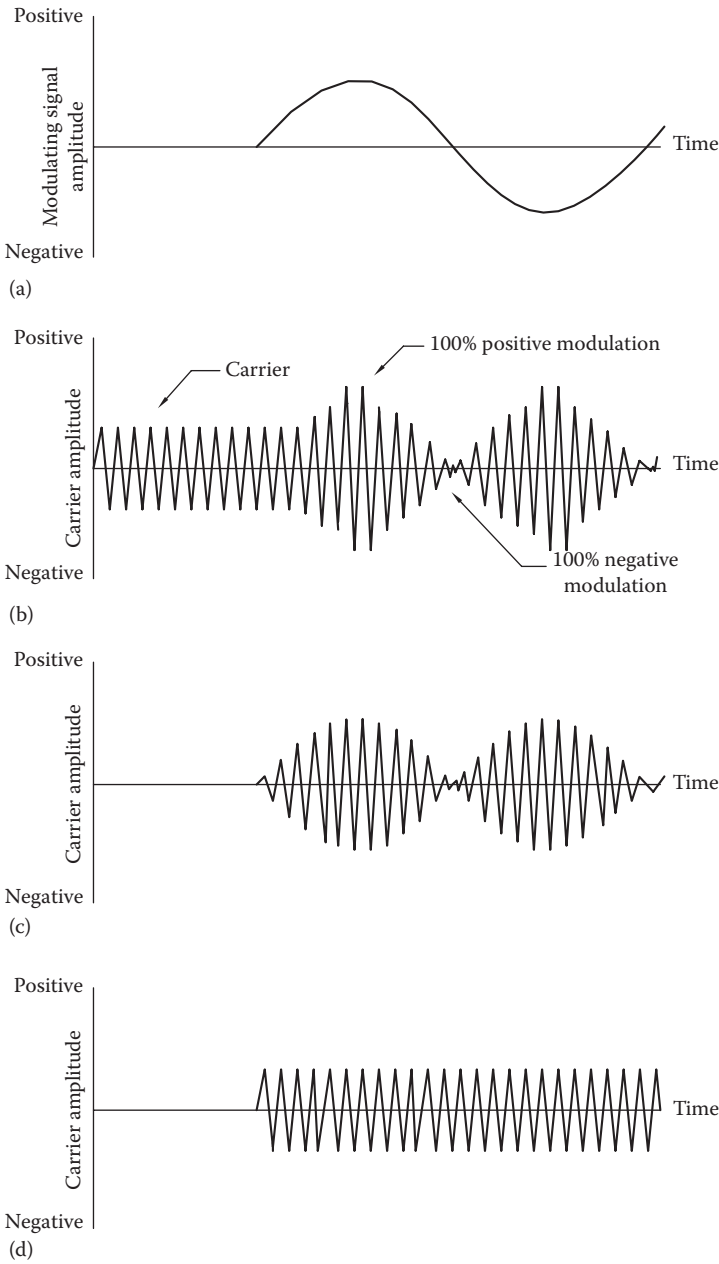 Positive
Modulating signal
amplitude
Time
Negative
(a)
Positive
100% positive modulation
Carrier
Carrier amplitude
Time
100% negative
modulation
Negative
(b)
Positive
Carrier amplitude
Time
Negative
(c)
Positive
Carrier amplitude
Time
Negative
(d)